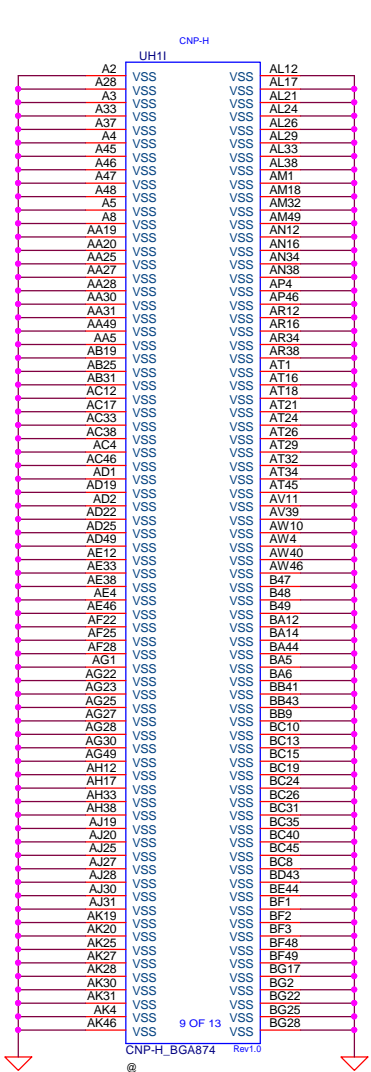 CNP-H
UH1I
A2 VSS VSS AL12
A28 VSS VSS AL17
A3 VSS VSS AL21
A33 VSS VSS AL24
A37 VSS VSS AL26
A4 VSS VSS AL29
A45 VSS VSS AL33
A46 VSS VSS AL38
A47 VSS VSS AM1
A48 VSS VSS AM18
A5 VSS VSS AM32
A8 VSS VSS AM49
AA19 VSS VSS AN12
AA20 VSS VSS AN16
AA25 VSS VSS AN34
AA27 VSS VSS AN38
AA28 VSS VSS AP4
AA30 VSS VSS AP46
AA31 VSS VSS AR12
AA49 VSS VSS AR16
AA5 VSS VSS AR34
AB19 VSS VSS AR38
AB25 VSS VSS AT1
AB31 VSS VSS AT16
AC12 VSS VSS AT18
AC17 VSS VSS AT21
AC33 VSS VSS AT24
AC38 VSS VSS AT26
AC4 VSS VSS AT29
AC46 VSS VSS AT32
AD1 VSS VSS AT34
AD19 VSS VSS AT45
AD2 VSS VSS AV11
AD22 VSS VSS AV39
AD25 VSS VSS AW10
AD49 VSS VSS AW4
AE12 VSS VSS AW40
AE33 VSS VSS AW46
AE38 VSS VSS B47
AE4 VSS VSS B48
AE46 VSS VSS B49
AF22 VSS VSS BA12
AF25 VSS VSS BA14
AF28 VSS VSS BA44
AG1 VSS VSS BA5
AG22 VSS VSS BA6
AG23 VSS VSS BB41
AG25 VSS VSS BB43
AG27 VSS VSS BB9
AG28 VSS VSS BC10
AG30 VSS VSS BC13
AG49 VSS VSS BC15
AH12 VSS VSS BC19
AH17 VSS VSS BC24
AH33 VSS VSS BC26
AH38 VSS VSS BC31
AJ19 VSS VSS BC35
AJ20 VSS VSS BC40
AJ25 VSS VSS BC45
AJ27 VSS VSS BC8
AJ28 VSS VSS BD43
AJ30 VSS VSS BE44
AJ31 VSS VSS BF1
AK19 VSS VSS BF2
AK20 VSS VSS BF3
AK25 VSS VSS BF48
AK27 VSS VSS BF49
AK28 VSS VSS BG17
AK30 VSS VSS BG2
AK31 VSS VSS BG22
AK4 VSS VSS BG25
AK46 VSS 9 OF 13 VSS BG28
CNP-H_BGA874 Rev1.0
@